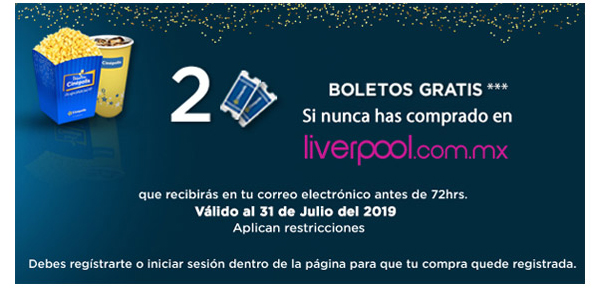 Cinépolis
2 BOLETOS GRATIS ***
Si nunca has comprado en
liverpool.com.mx
que recibirás en tu correo electrónico antes de 72hrs.
Válido al 31 de Julio del 2019
Aplican restricciones
Debes regístrarte o iniciar sesión dentro de la página para que tu compra quede registrada.